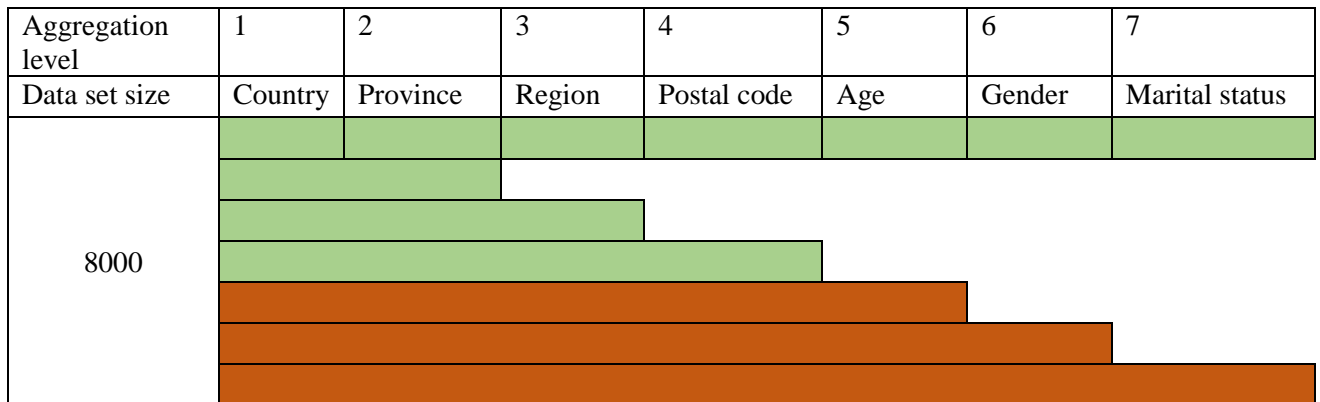 Aggregation level 1 2 3 4 5 6 7
Data set size Country Province Region Postal code Age Gender Marital status
8000